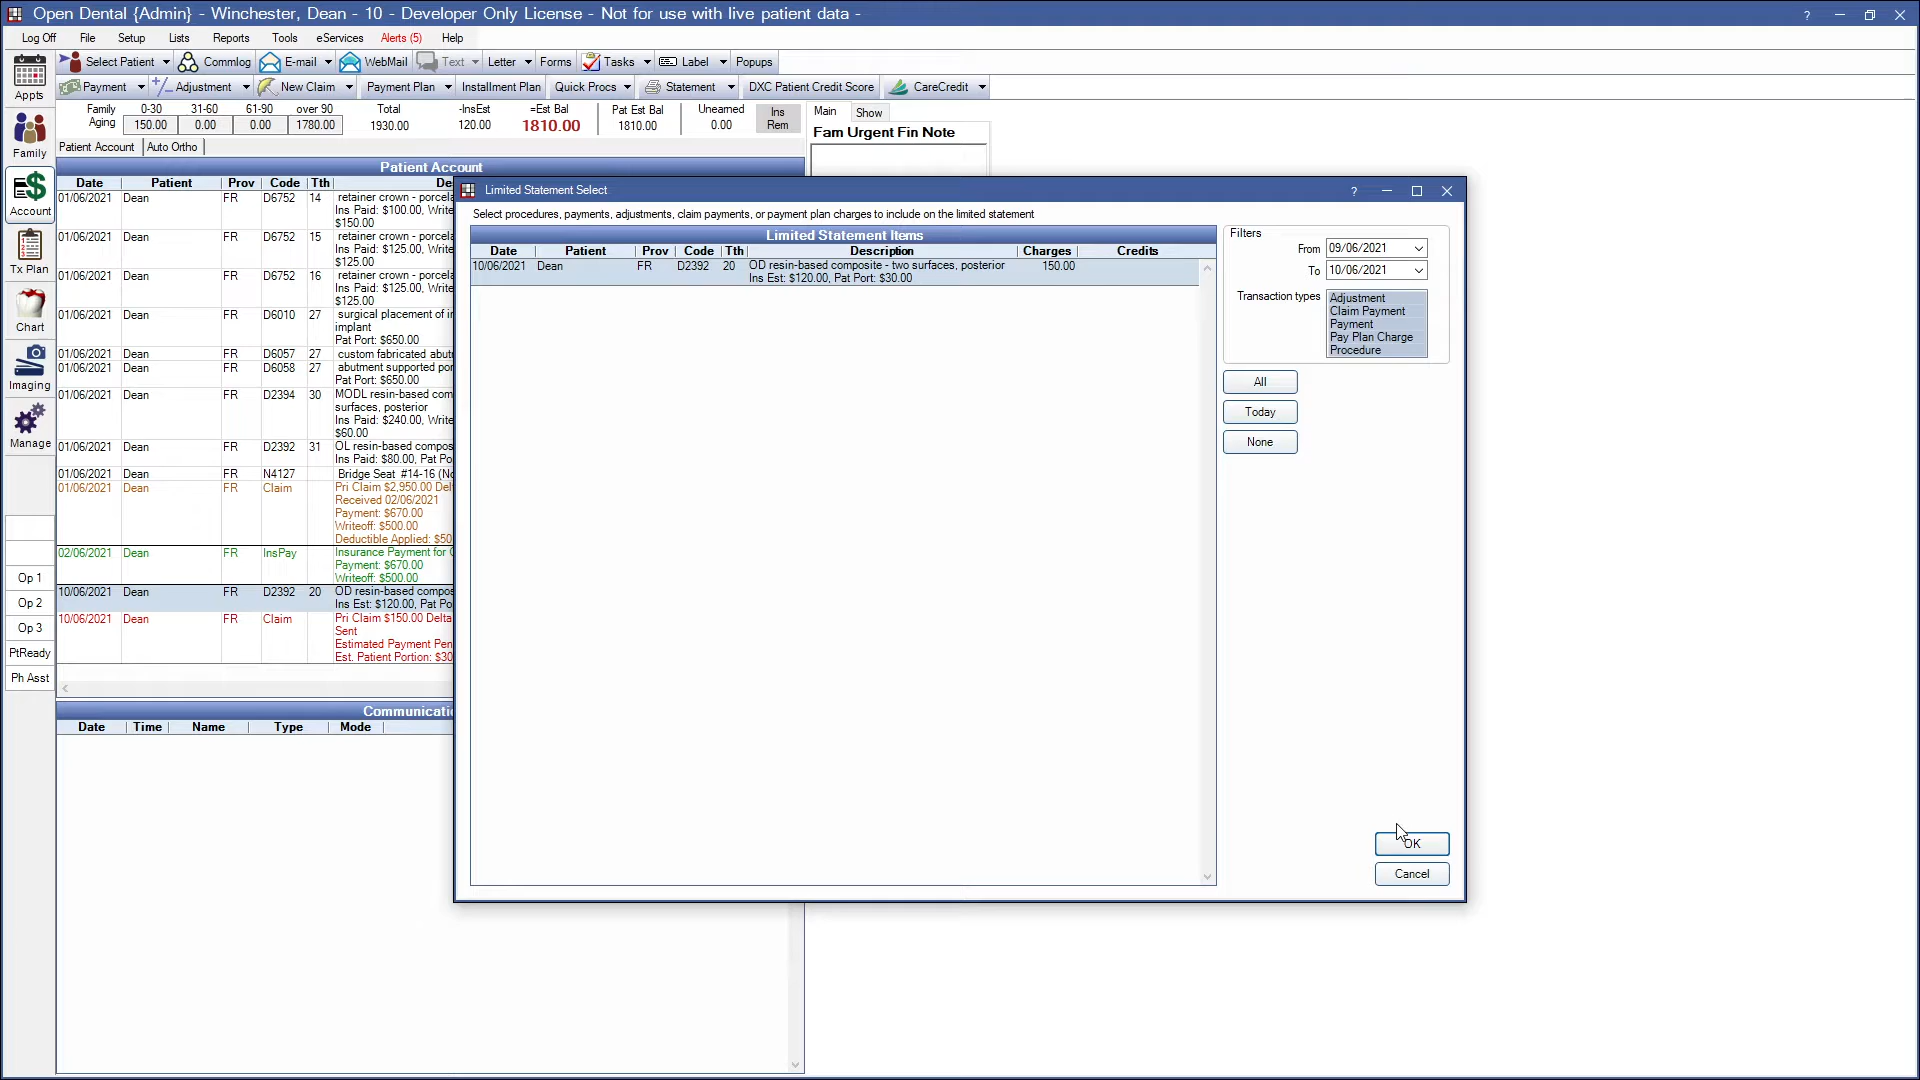 Open Dental {Admin} - Winchester, Dean - 10 - Developer Only License - Not for use with live patient data -
Log Off File Setup Lists Reports Tools eServices Alerts (5) Help
Select Patient Commlog E-mail WebMail Text Letter Forms Tasks Label Popups
Payment Adjustment New Claim Payment Plan Installment Plan Quick Procs Statement DXC Patient Credit Score CareCredit
Appts
Family
Account
Tx Plan
Chart
Imaging
Manage
Op 1
Op 2
Op 3
PtReady
Ph Asst
Family Aging 0-30 31-60 61-90 over 90 Total -InsEst =Est Bal Pat Est Bal Unearned Ins Rem
150.00 0.00 0.00 1780.00 1930.00 120.00 1810.00 1810.00 0.00
Main Show
Fam Urgent Fin Note
Patient Account Auto Ortho
Patient Account
Date Patient Prov Code Tth De
01/06/2021 Dean FR D6752 14 retainer crown - porcela
Ins Paid: $100.00, Write
$150.00
01/06/2021 Dean FR D6752 15 retainer crown - porcela
Ins Paid: $125.00, Write
$125.00
01/06/2021 Dean FR D6752 16 retainer crown - porcela
Ins Paid: $125.00, Write
$125.00
01/06/2021 Dean FR D6010 27 surgical placement of i
implant
Pat Port: $650.00
01/06/2021 Dean FR D6057 27 custom fabricated abut
01/06/2021 Dean FR D6058 27 abutment supported por
Pat Port: $650.00
01/06/2021 Dean FR D2394 30 MODL resin-based com
surfaces, posterior
Ins Paid: $240.00, Write
$60.00
01/06/2021 Dean FR D2392 31 OL resin-based compos
Ins Paid: $80.00, Pat Po
01/06/2021 Dean FR N4127 Bridge Seat #14-16 (No
01/06/2021 Dean FR Claim Pri Claim $2,950.00 Del
Received 02/06/2021
Payment: $670.00
Writeoff: $500.00
Deductible Applied: $50
02/06/2021 Dean FR InsPay Insurance Payment for C
Payment: $670.00
Writeoff: $500.00
10/06/2021 Dean FR D2392 20 OD resin-based compos
Ins Est: $120.00, Pat Po
10/06/2021 Dean FR Claim Pri Claim $150.00 Delta
Sent
Estimated Payment Pen
Est. Patient Portion: $30
Communicatio
Date Time Name Type Mode
Limited Statement Select
Select procedures, payments, adjustments, claim payments, or payment plan charges to include on the limited statement
Limited Statement Items
Date Patient Prov Code Tth Description Charges Credits
10/06/2021 Dean FR D2392 20 OD resin-based composite - two surfaces, posterior 150.00
Ins Est: $120.00, Pat Port: $30.00
Filters
From 09/06/2021
To 10/06/2021
Transaction types Adjustment
Claim Payment
Payment
Pay Plan Charge
Procedure
All
Today
None
OK
Cancel